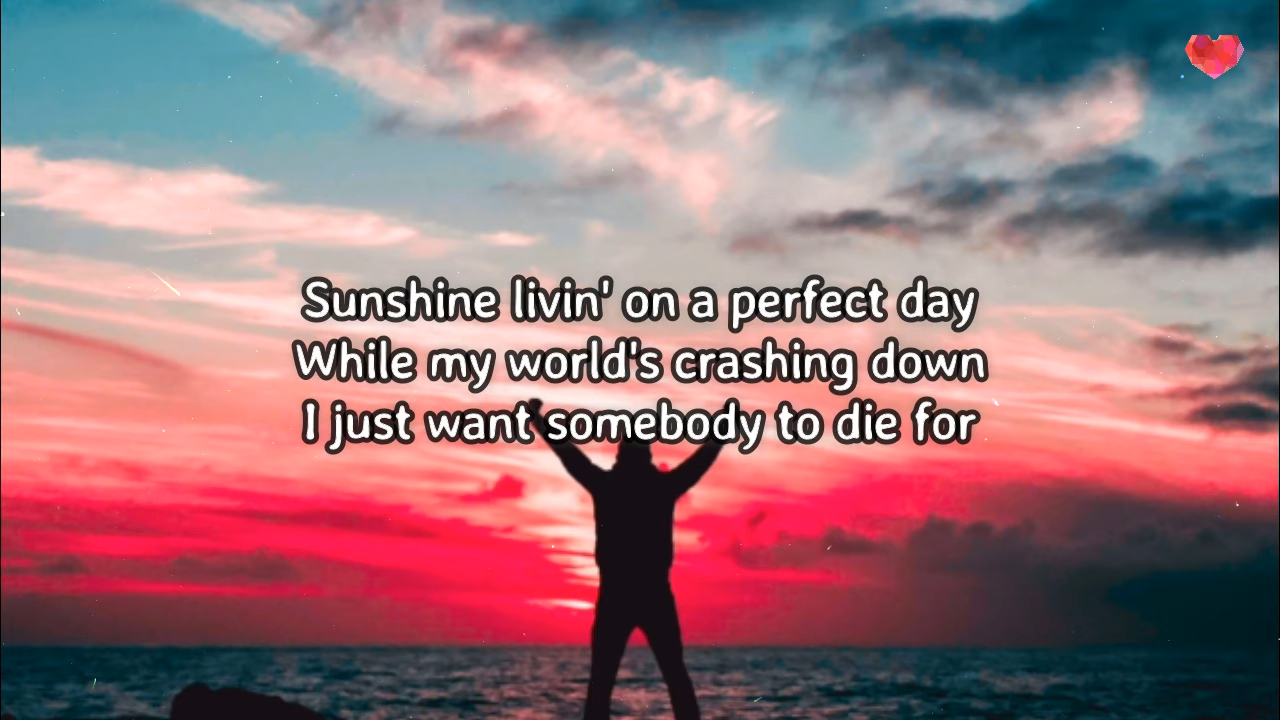 Sunshine livin' on a perfect day
While my world's crashing down
I just want somebody to die for